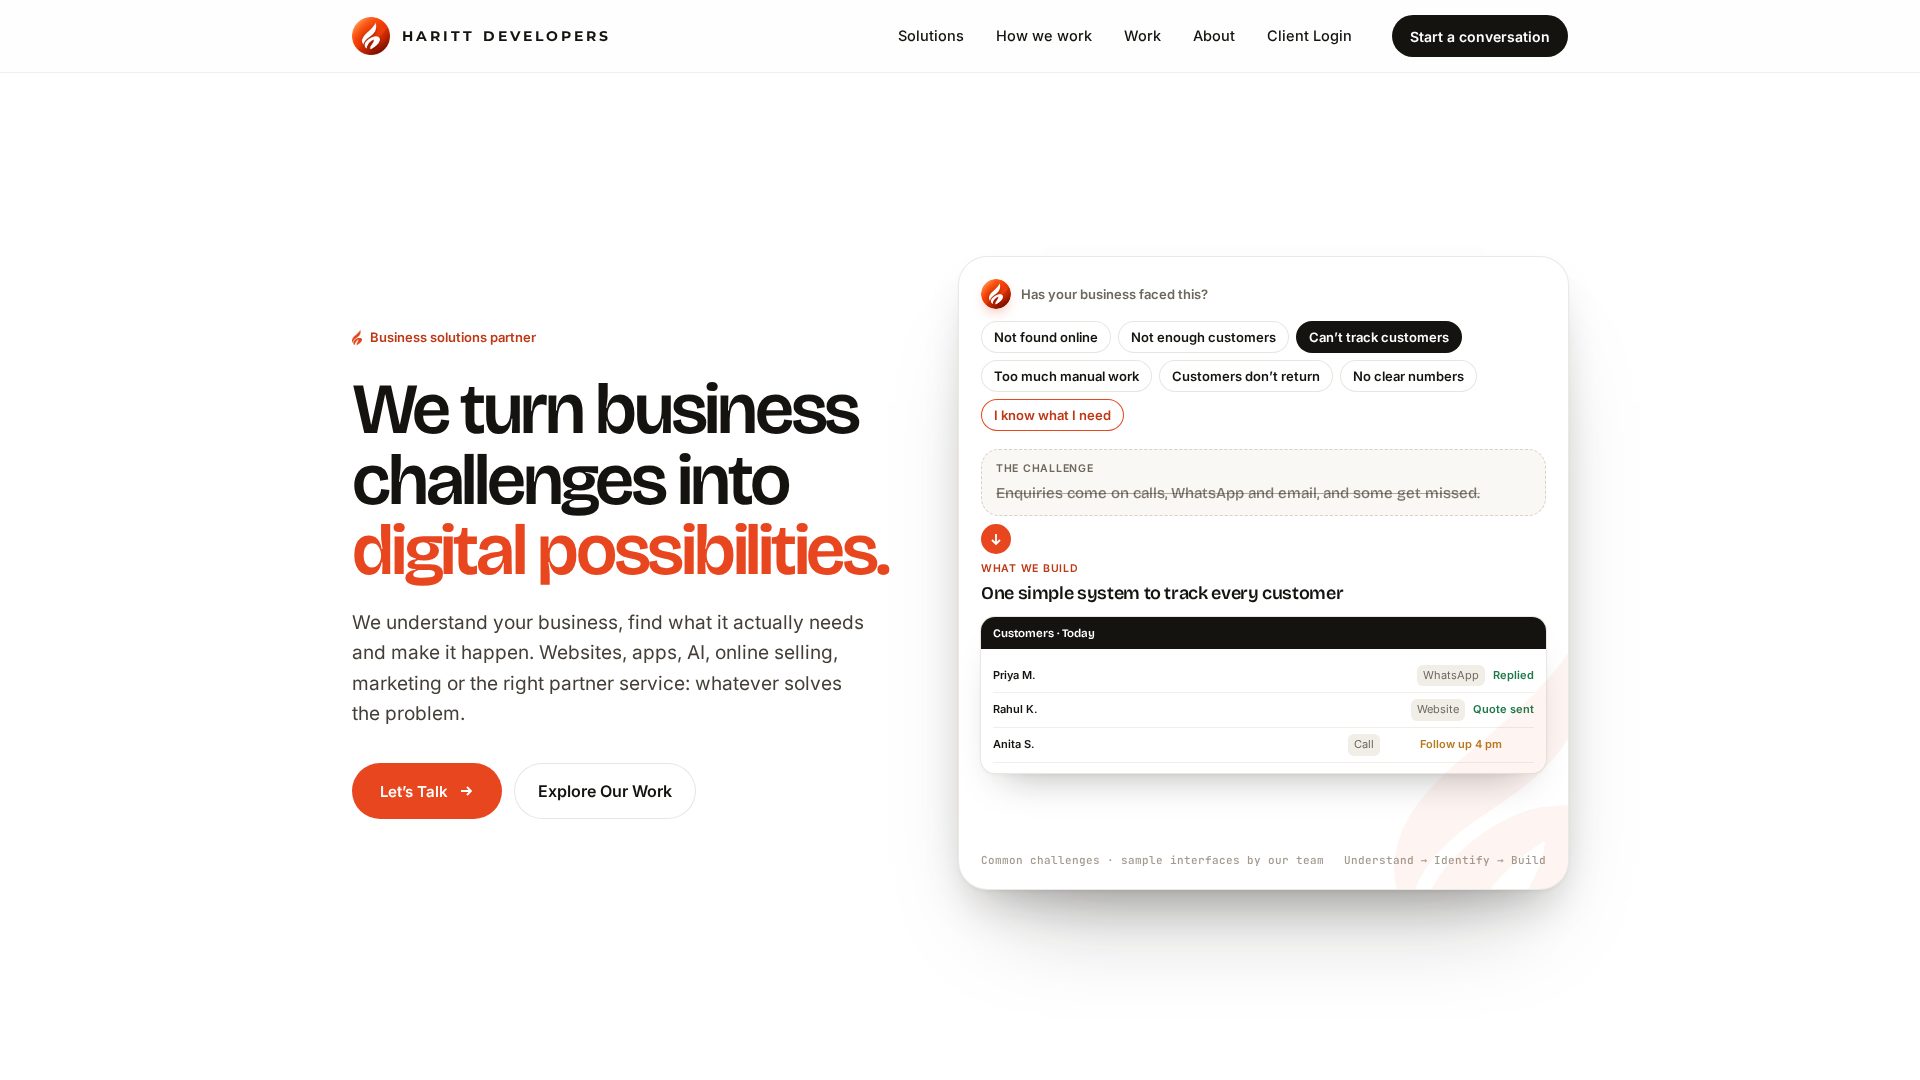 HARITT DEVELOPERS
Solutions How we work Work About Client Login Start a conversation
Business solutions partner
We turn business
challenges into
digital possibilities.
We understand your business, find what it actually needs
and make it happen. Websites, apps, AI, online selling,
marketing or the right partner service: whatever solves
the problem.
Let’s Talk → Explore Our Work
Has your business faced this?
Not found online Not enough customers Can’t track customers
Too much manual work Customers don’t return No clear numbers
I know what I need
THE CHALLENGE
Enquiries come on calls, WhatsApp and email, and some get missed.
WHAT WE BUILD
One simple system to track every customer
Customers · Today
Priya M. WhatsApp Replied
Rahul K. Website Quote sent
Anita S. Call Follow up 4 pm
Common challenges · sample interfaces by our team Understand → Identify → Build